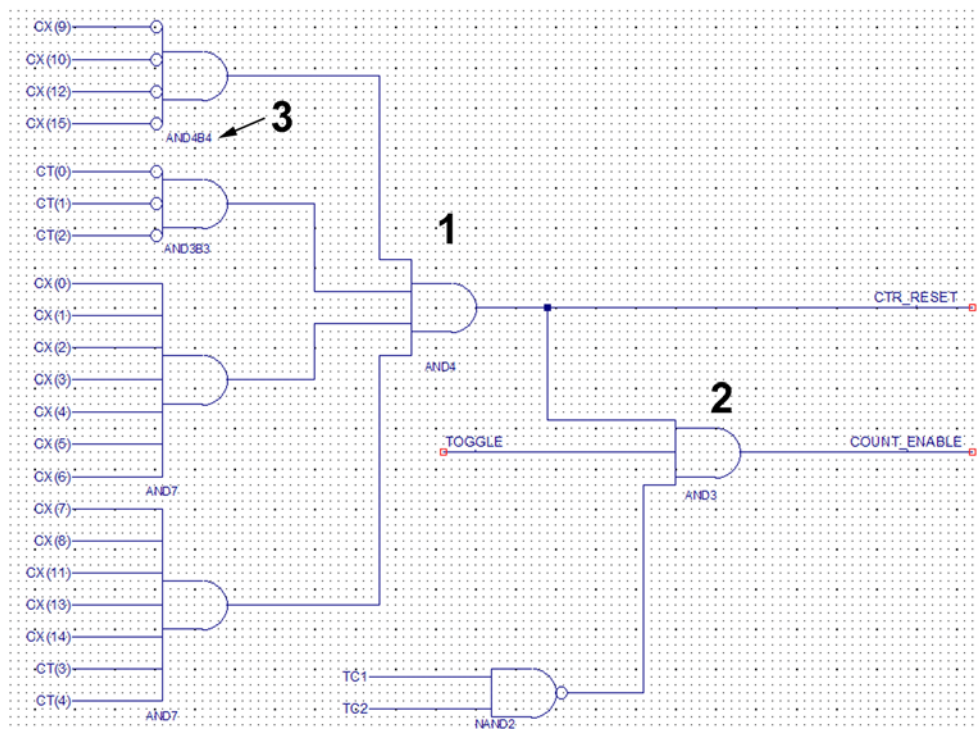 CX(9)
CX(10)
CX(12)
CX(15)
AND4B4
3
CT(0)
CT(1)
CT(2)
AND3B3
CX(0)
CX(1)
CX(2)
CX(3)
CX(4)
CX(5)
CX(6)
AND7
CX(7)
CX(8)
CX(11)
CX(13)
CX(14)
CT(3)
CT(4)
AND7
1
AND4
CTR_RESET
2
TOGGLE
COUNT_ENABLE
AND3
TC1
TC2
NAND2